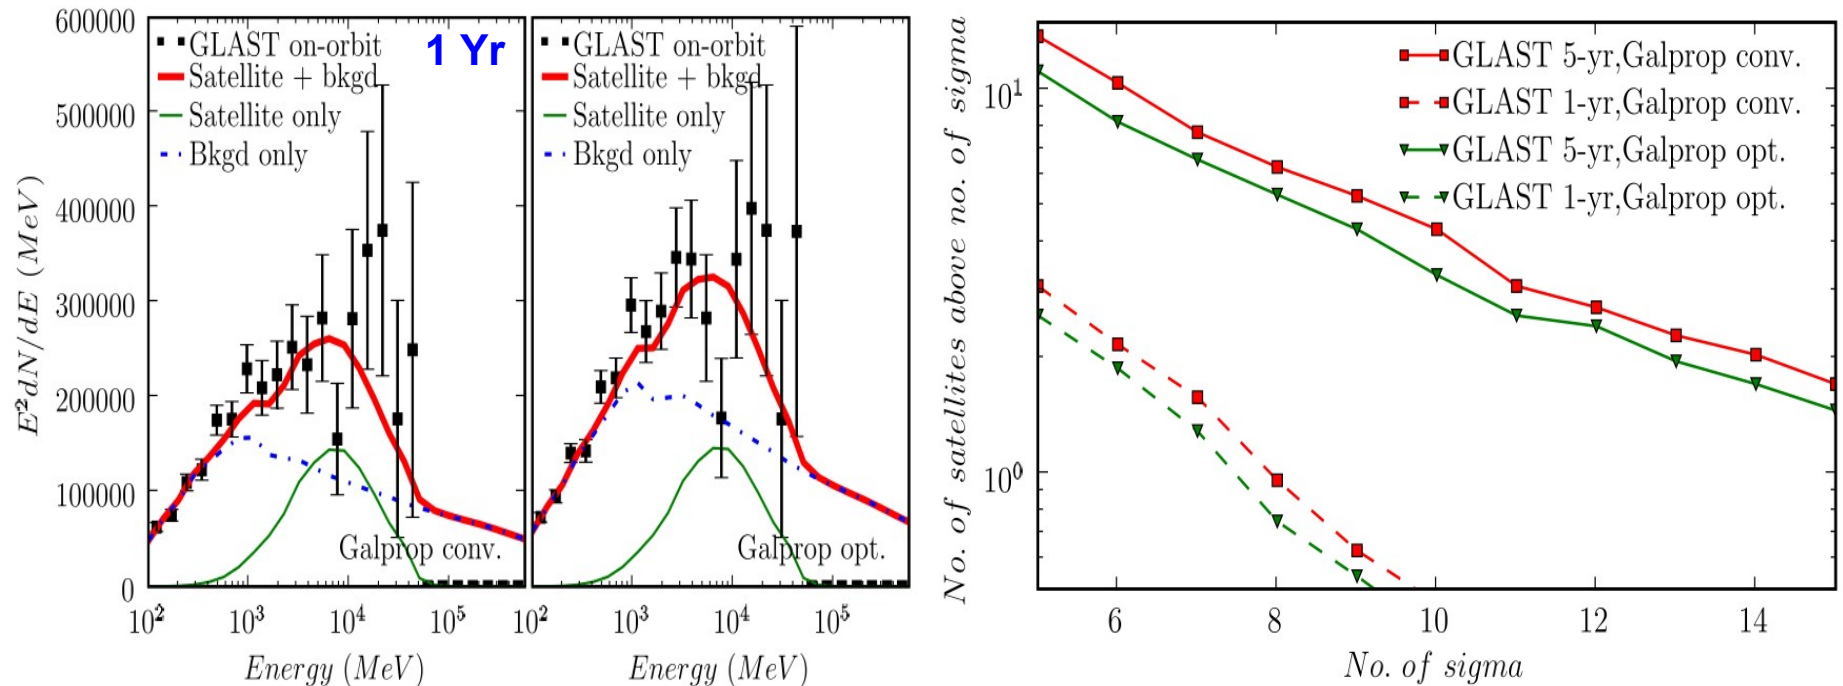 1 Yr
GLAST on-orbit
Satellite + bkgd
Satellite only
Bkgd only
Galprop conv.
E²dN/dE (MeV)
600000
500000
400000
300000
200000
100000
0
10² 10³ 10⁴ 10⁵
Energy (MeV)
GLAST on-orbit
Satellite + bkgd
Satellite only
Bkgd only
Galprop opt.
10² 10³ 10⁴ 10⁵
Energy (MeV)
GLAST 5-yr,Galprop conv.
GLAST 1-yr,Galprop conv.
GLAST 5-yr,Galprop opt.
GLAST 1-yr,Galprop opt.
No. of satellites above no. of sigma
10¹
10⁰
6 8 10 12 14
No. of sigma